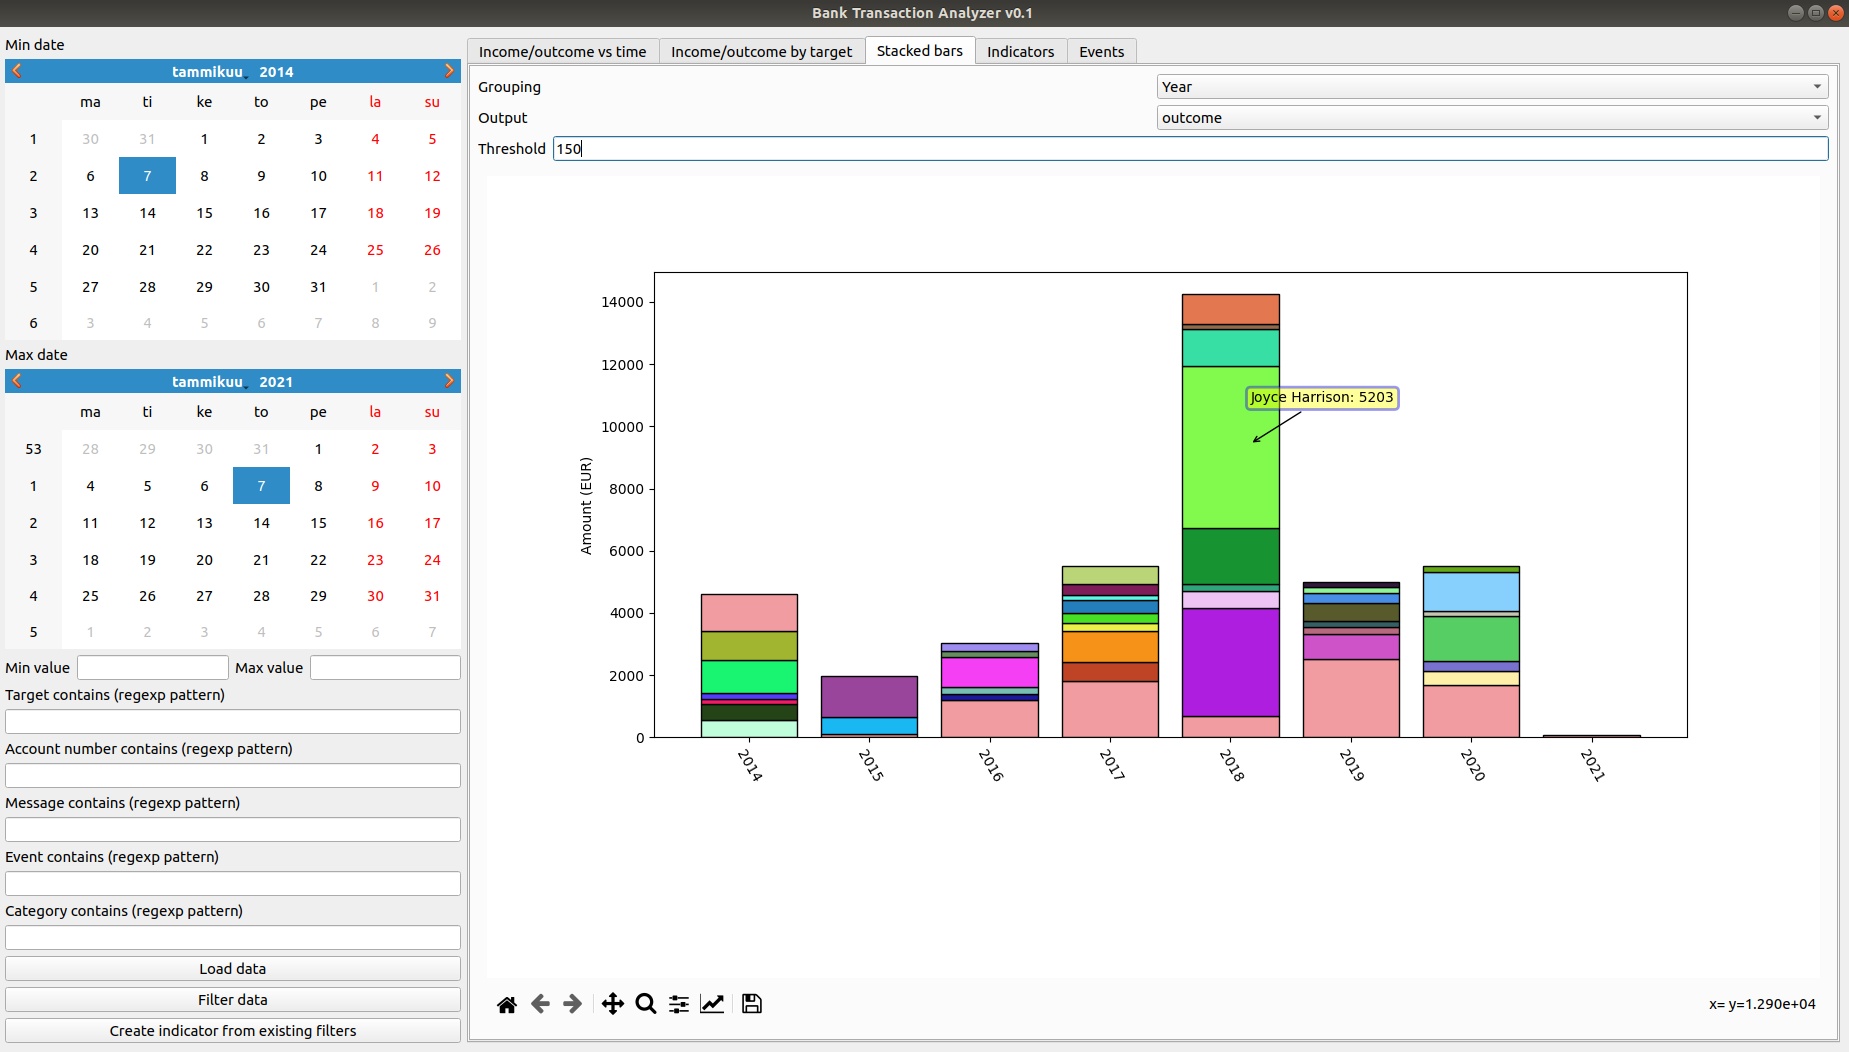 Bank Transaction Analyzer v0.1
Min date
tammikuu 2014
ma ti ke to pe la su
1 30 31 1 2 3 4 5
2 6 7 8 9 10 11 12
3 13 14 15 16 17 18 19
4 20 21 22 23 24 25 26
5 27 28 29 30 31 1 2
6 3 4 5 6 7 8 9
Max date
tammikuu 2021
ma ti ke to pe la su
53 28 29 30 31 1 2 3
1 4 5 6 7 8 9 10
2 11 12 13 14 15 16 17
3 18 19 20 21 22 23 24
4 25 26 27 28 29 30 31
5 1 2 3 4 5 6 7
Min value Max value
Target contains (regexp pattern)
Account number contains (regexp pattern)
Message contains (regexp pattern)
Event contains (regexp pattern)
Category contains (regexp pattern)
Load data
Filter data
Create indicator from existing filters
Income/outcome vs time Income/outcome by target Stacked bars Indicators Events
Grouping Year
Output outcome
Threshold 150
14000
12000
10000
8000
6000
4000
2000
0
Amount (EUR)
Joyce Harrison: 5203
2014 2015 2016 2017 2018 2019 2020 2021
x= y=1.290e+04